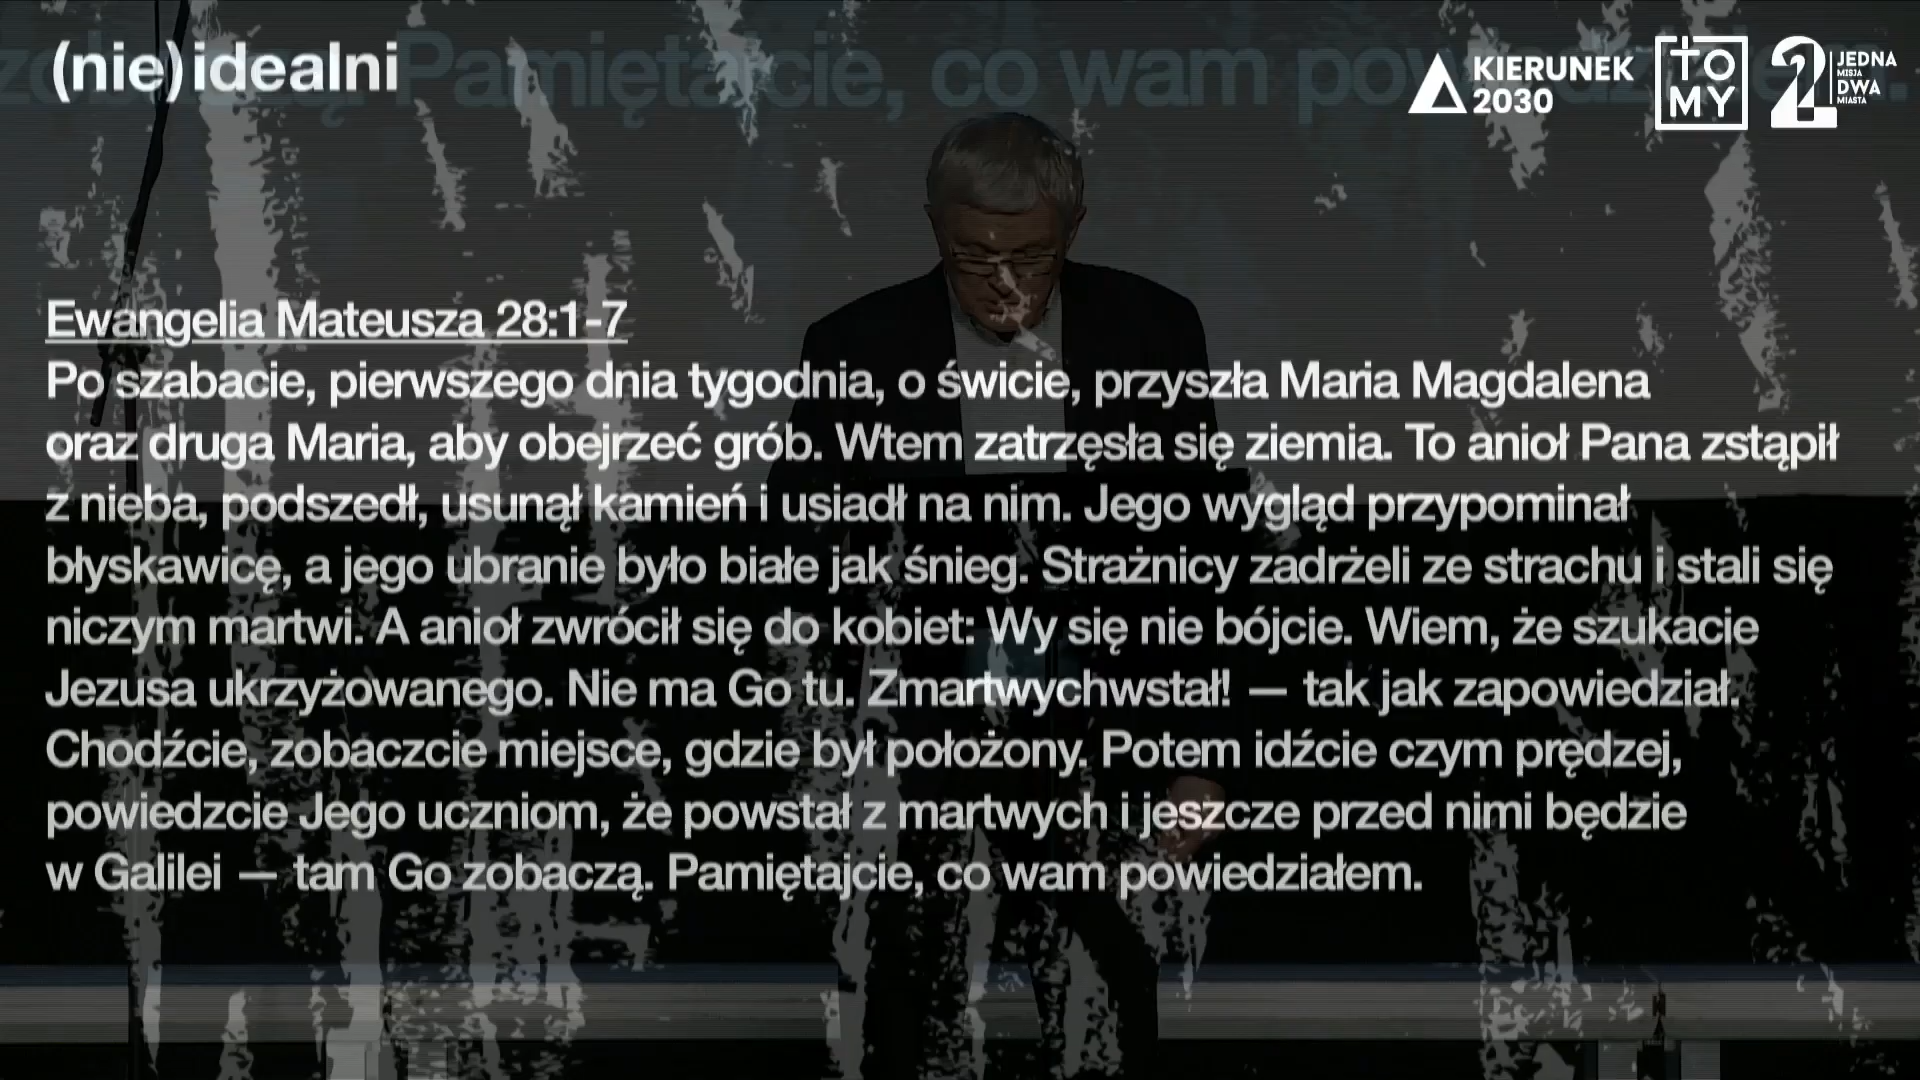 (nie)idealni
Pamiętajcie, co wam
KIERUNEK
2030
TO
MY
2
JEDNA
MISJA
DWA
MIASTA
Ewangelia Mateusza 28:1-7
Po szabacie, pierwszego dnia tygodnia, o świcie, przyszła Maria Magdalena
oraz druga Maria, aby obejrzeć grób. Wtem zatrzęsła się ziemia. To anioł Pana zstąpił
z nieba, podszedł, usunął kamień i usiadł na nim. Jego wygląd przypominał
błyskawicę, a jego ubranie było białe jak śnieg. Strażnicy zadrżeli ze strachu i stali się
niczym martwi. A anioł zwrócił się do kobiet: Wy się nie bójcie. Wiem, że szukacie
Jezusa ukrzyżowanego. Nie ma Go tu. Zmartwychwstał! — tak jak zapowiedział.
Chodźcie, zobaczcie miejsce, gdzie był położony. Potem idźcie czym prędzej,
powiedzcie Jego uczniom, że powstał z martwych i jeszcze przed nimi będzie
w Galilei — tam Go zobaczą. Pamiętajcie, co wam powiedziałem.